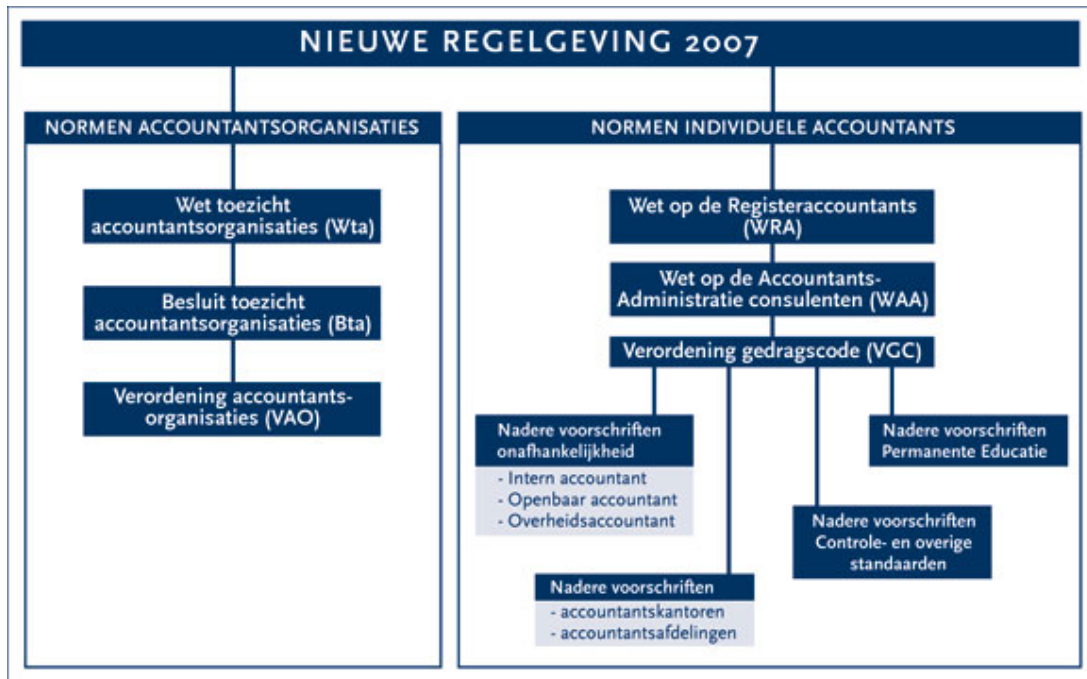 NIEUWE REGELGEVING 2007
NORMEN ACCOUNTANTSORGANISATIES
Wet toezicht
accountantsorganisaties (Wta)
Besluit toezicht
accountantsorganisaties (Bta)
Verordening accountants-
organisaties (VAO)
NORMEN INDIVIDUELE ACCOUNTANTS
Wet op de Registeraccountants
(WRA)
Wet op de Accountants-
Administratie consulenten (WAA)
Verordening gedragscode (VGC)
Nadere voorschriften
onafhankelijkheid
- Intern accountant
- Openbaar accountant
- Overheidsaccountant
Nadere voorschriften
- accountantskantoren
- accountantsafdelingen
Nadere voorschriften
Controle- en overige
standaarden
Nadere voorschriften
Permanente Educatie